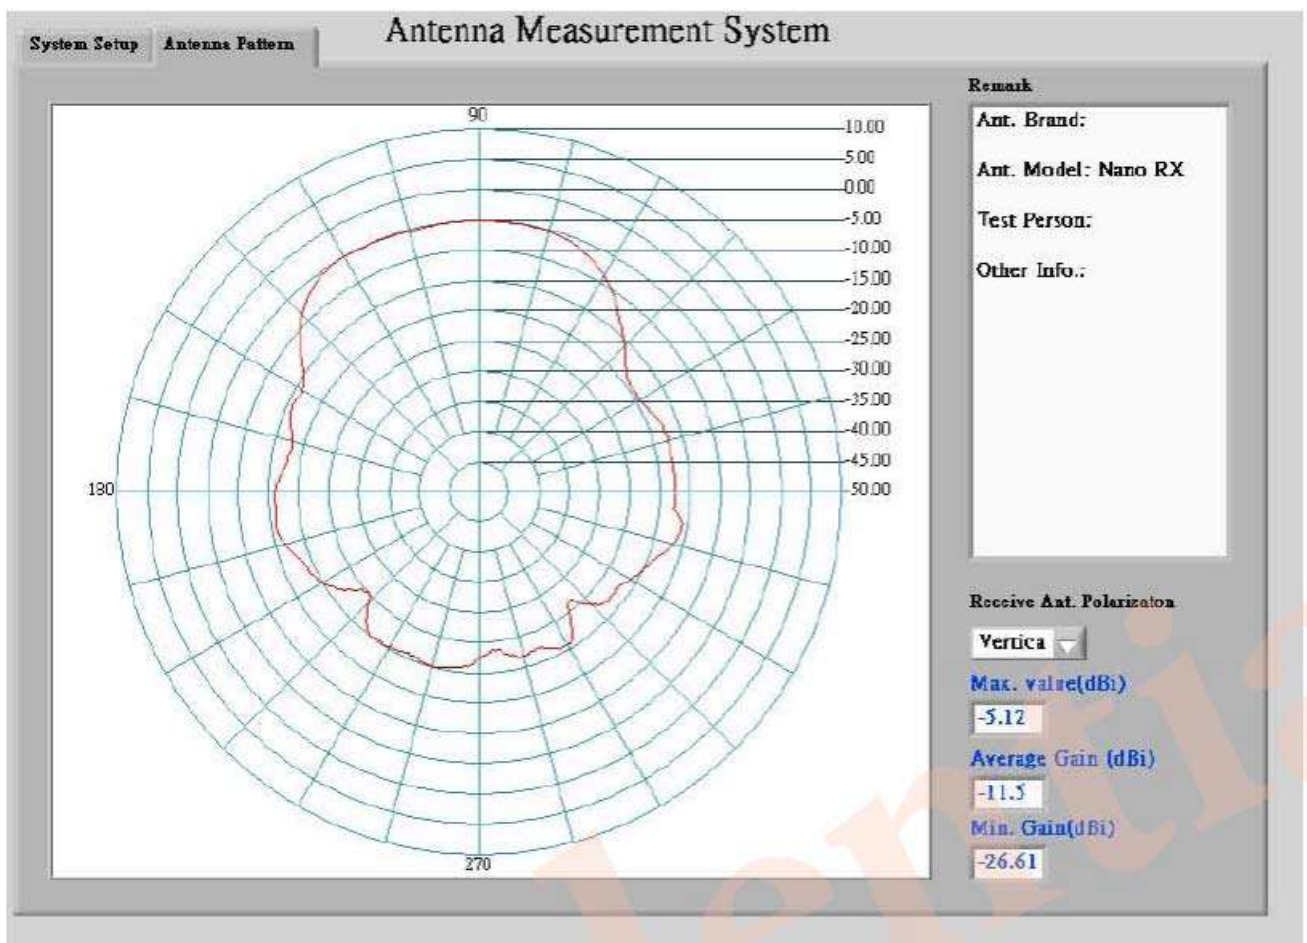 Antenna Measurement System
System Setup
Antenna Pattern
90
10.00
5.00
0.00
-5.00
-10.00
-15.00
-20.00
-25.00
-30.00
-35.00
-40.00
-45.00
-50.00
180
270
Remark
Ant. Brand:
Ant. Model: Nano RX
Test Person:
Other Info.:
Receive Ant. Polarizaton
Vertica
Max. value(dBi)
-5.12
Average Gain (dBi)
-11.5
Min. Gain(dBi)
-26.61